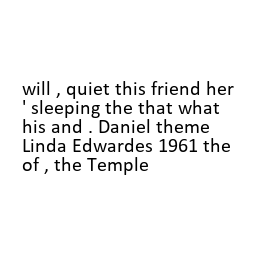 will , quiet this friend her
' sleeping the that what
his and . Daniel theme
Linda Edwardes 1961 the
of , the Temple